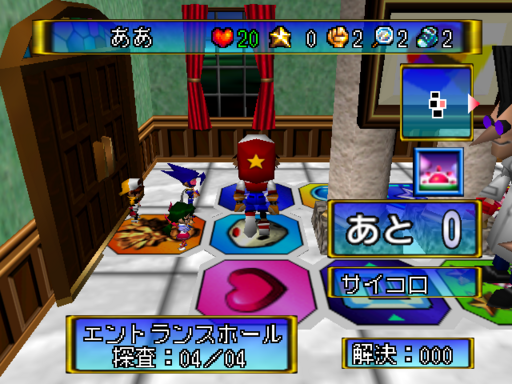 ああ 20 0 2 2 2
あと 0
サイコロ
エントランスホール
探査：04/04
解決：000